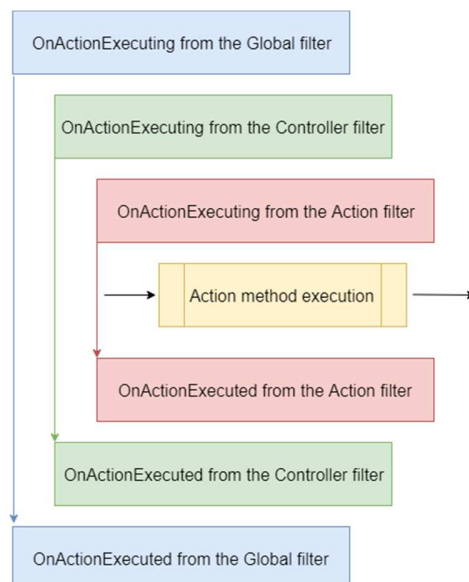 OnActionExecuting from the Global filter
OnActionExecuting from the Controller filter
OnActionExecuting from the Action filter
Action method execution
OnActionExecuted from the Action filter
OnActionExecuted from the Controller filter
OnActionExecuted from the Global filter